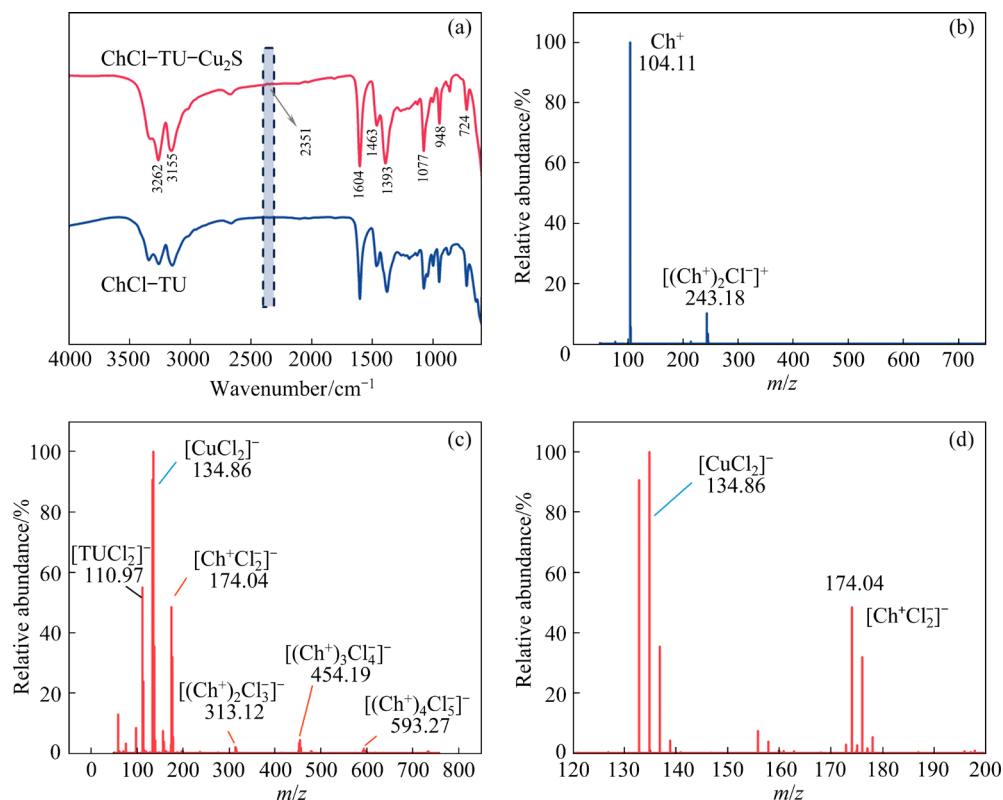 (a)
ChCl−TU−Cu₂S
2351
3262
3155
1604
1463
1393
1077
948
724
ChCl−TU
4000 3500 3000 2500 2000 1500 1000
Wavenumber/cm⁻¹
(b)
Ch⁺
104.11
[(Ch⁺)₂Cl⁻]⁺
243.18
100
80
60
40
20
0
100 200 300 400 500 600 700
Relative abundance/%
m/z
(c)
[CuCl₂]⁻
134.86
[TUCl₂⁻]⁻
110.97
[Ch⁺Cl₂⁻]⁻
174.04
[(Ch⁺)₂Cl₃⁻]⁻
313.12
[(Ch⁺)₃Cl₄⁻]⁻
454.19
[(Ch⁺)₄Cl₅⁻]⁻
593.27
100
80
60
40
20
0
0 100 200 300 400 500 600 700 800
Relative abundance/%
m/z
(d)
[CuCl₂]⁻
134.86
174.04
[Ch⁺Cl₂⁻]⁻
100
80
60
40
20
0
120 130 140 150 160 170 180 190 200
Relative abundance/%
m/z